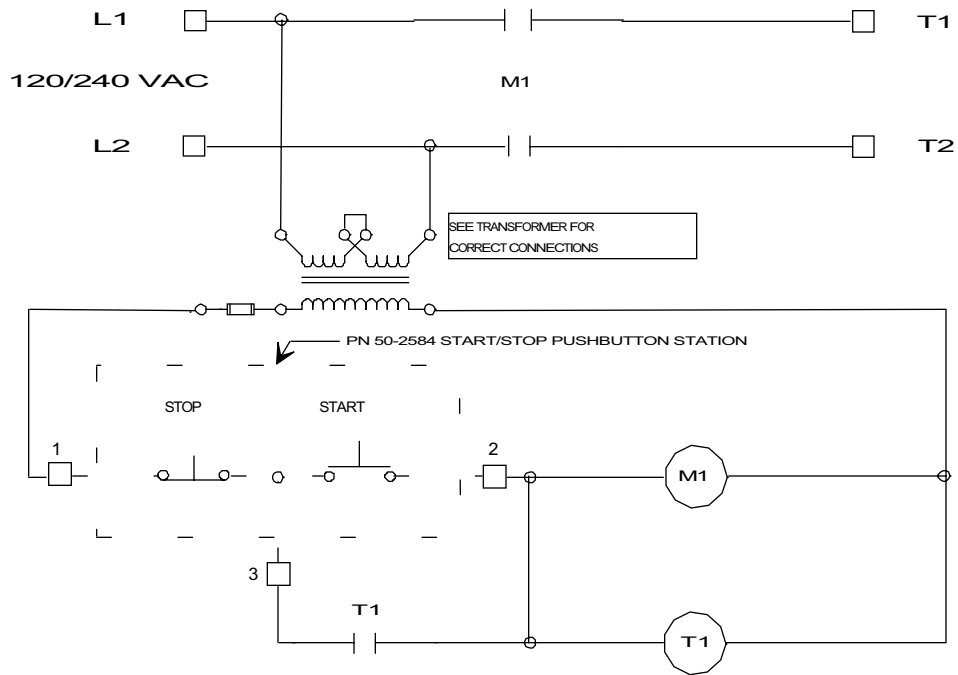 L1
T1
120/240 VAC
M1
L2
T2
SEE TRANSFORMER FOR
CORRECT CONNECTIONS
PN 50-2584 START/STOP PUSHBUTTON STATION
STOP
START
1
2
M1
3
T1
T1